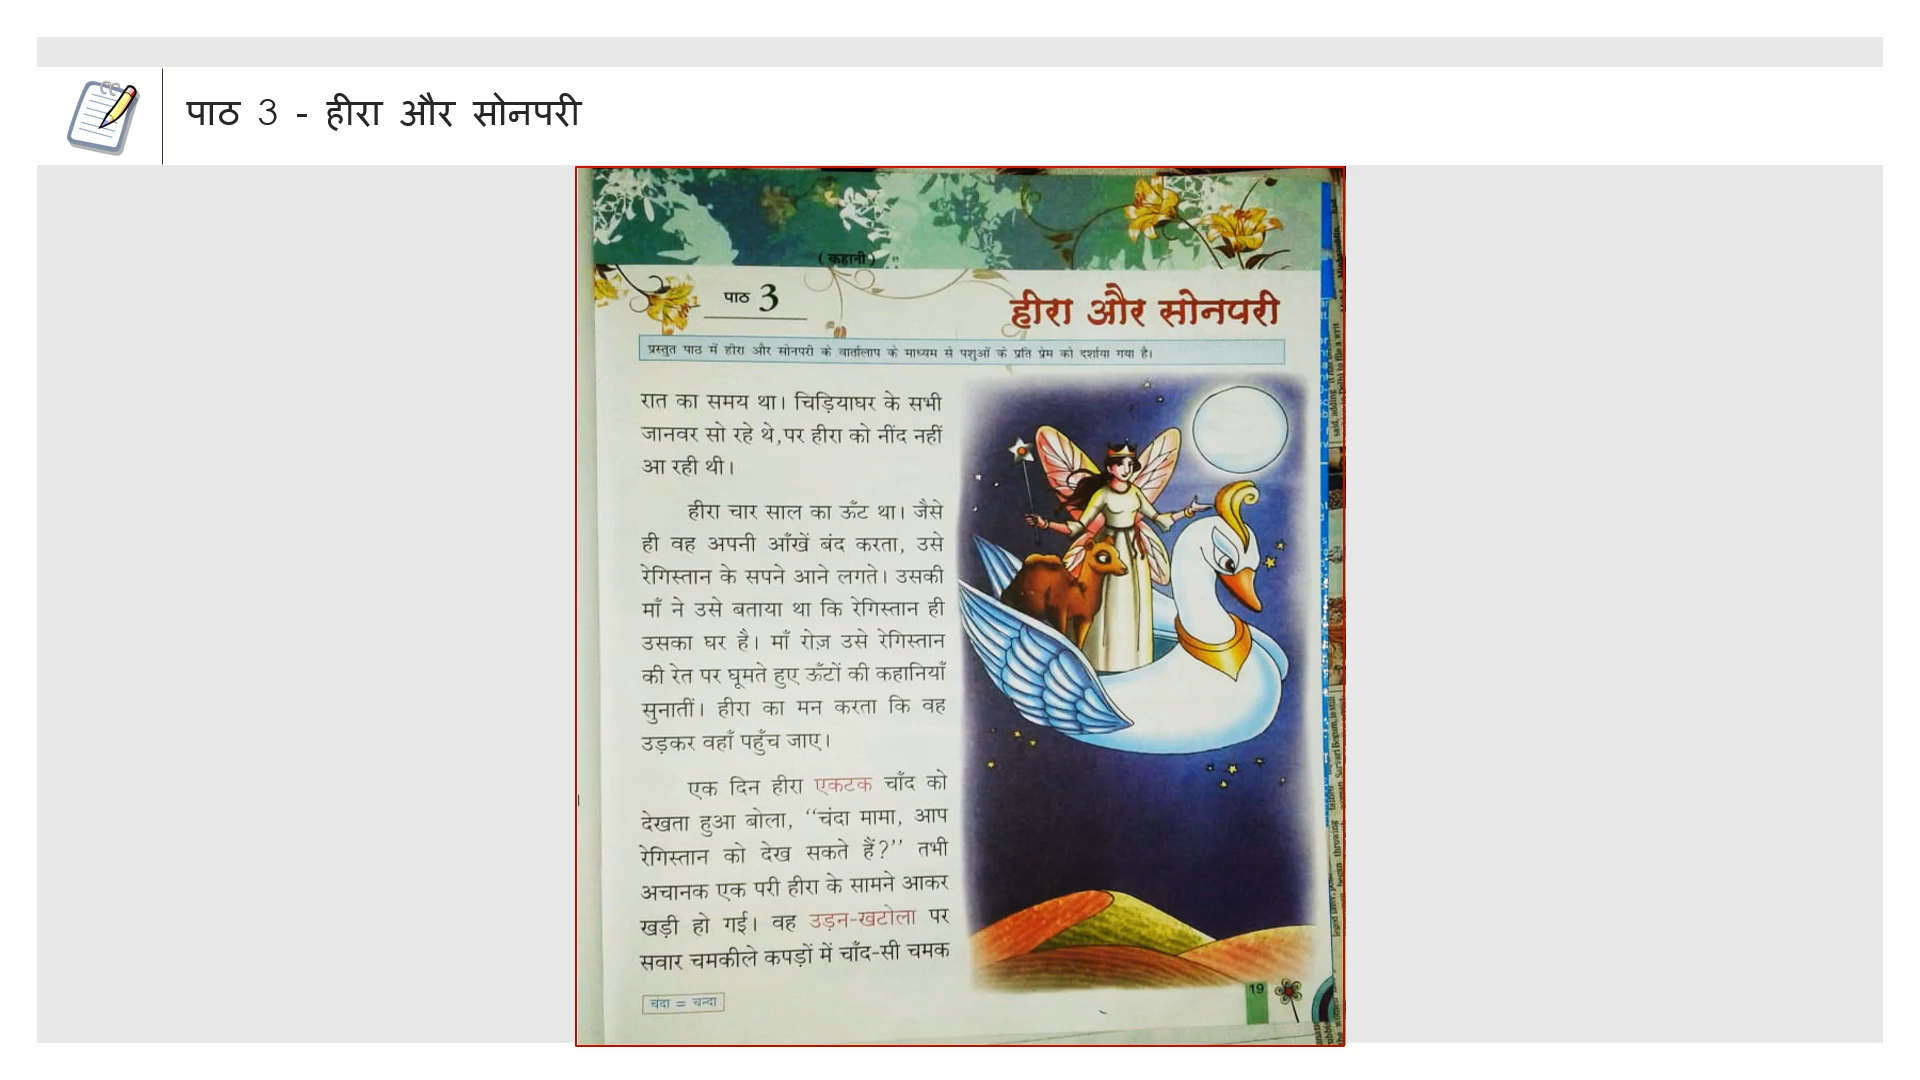 पाठ 3 - हीरा और सोनपरी
( कहानी )
पाठ 3
हीरा और सोनपरी
प्रस्तुत पाठ में हीरा और सोनपरी के वार्तालाप के माध्यम से पशुओं के प्रति प्रेम को दर्शाया गया है।
रात का समय था। चिड़ियाघर के सभी
जानवर सो रहे थे,पर हीरा को नींद नहीं
आ रही थी।
हीरा चार साल का ऊँट था। जैसे
ही वह अपनी आँखें बंद करता, उसे
रेगिस्तान के सपने आने लगते। उसकी
माँ ने उसे बताया था कि रेगिस्तान ही
उसका घर है। माँ रोज़ उसे रेगिस्तान
की रेत पर घूमते हुए ऊँटों की कहानियाँ
सुनातीं। हीरा का मन करता कि वह
उड़कर वहाँ पहुँच जाए।
एक दिन हीरा एकटक चाँद को
देखता हुआ बोला, ‘‘चंदा मामा, आप
रेगिस्तान को देख सकते हैं?’’ तभी
अचानक एक परी हीरा के सामने आकर
खड़ी हो गई। वह उड़न-खटोला पर
सवार चमकीले कपड़ों में चाँद-सी चमक
चंदा = चन्दा
19